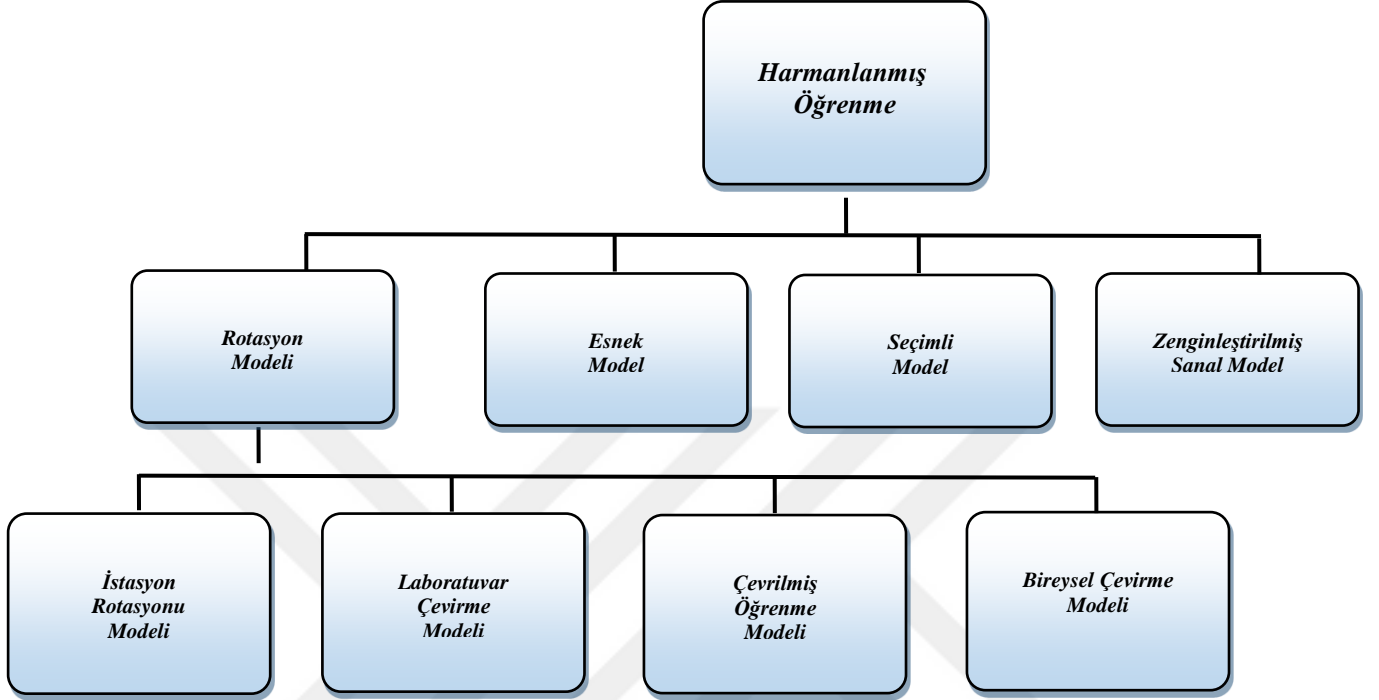 Harmanlanmış
Öğrenme
Rotasyon
Modeli
Esnek
Model
Seçimli
Model
Zenginleştirilmiş
Sanal Model
İstasyon
Rotasyonu
Modeli
Laboratuvar
Çevirme
Modeli
Çevrilmiş
Öğrenme
Modeli
Bireysel Çevirme
Modeli